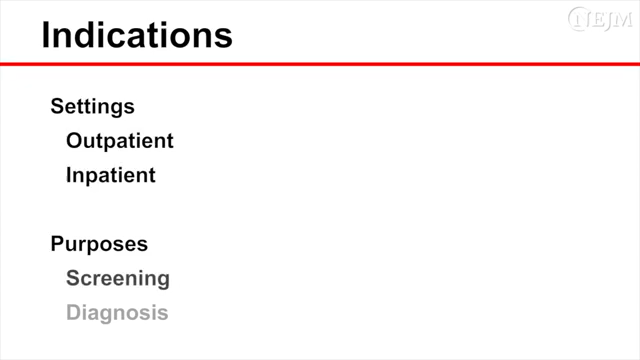 NEJM
Indications
Settings
Outpatient
Inpatient
Purposes
Screening
Diagnosis